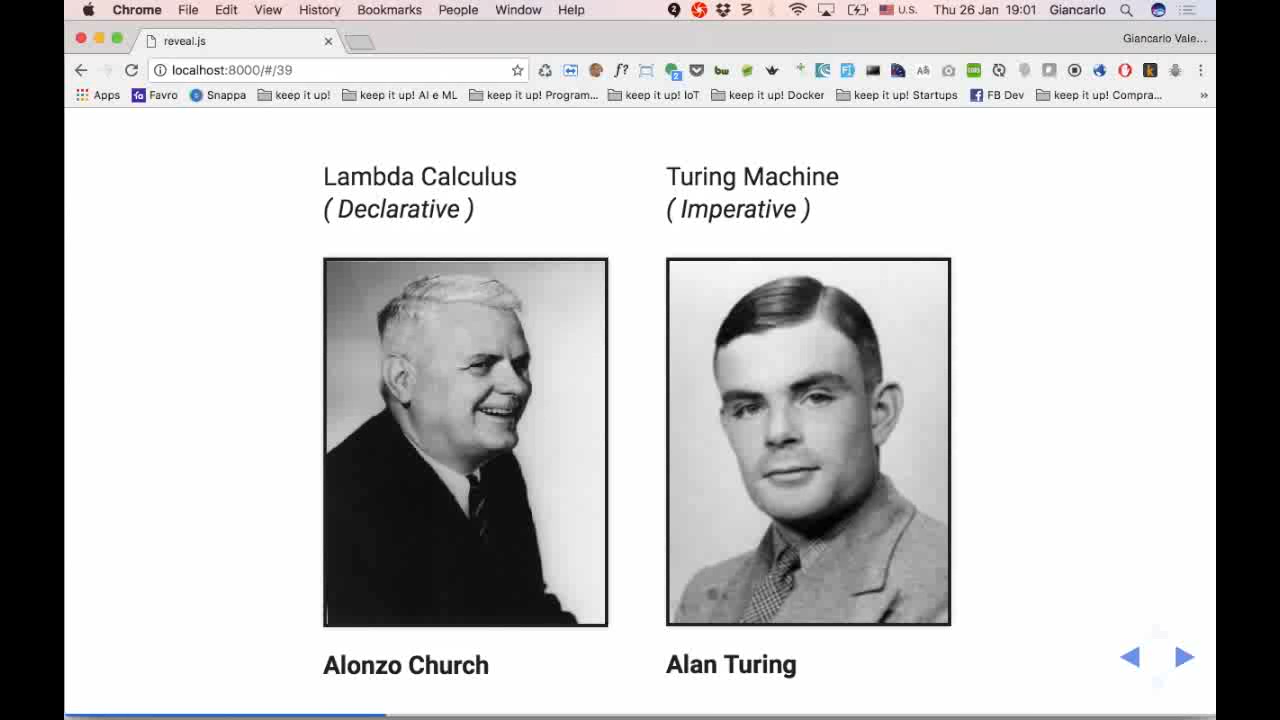 Chrome File Edit View History Bookmarks People Window Help 2 U.S. Thu 26 Jan 19:01 Giancarlo
reveal.js Giancarlo Vale...
localhost:8000/#/39 f? 2 bw
Apps Favro Snappa keep it up! keep it up! AI e ML keep it up! Program... keep it up! IoT keep it up! Docker keep it up! Startups FB Dev keep it up! Compra... »
Lambda Calculus
( Declarative )
Turing Machine
( Imperative )
Alonzo Church
Alan Turing